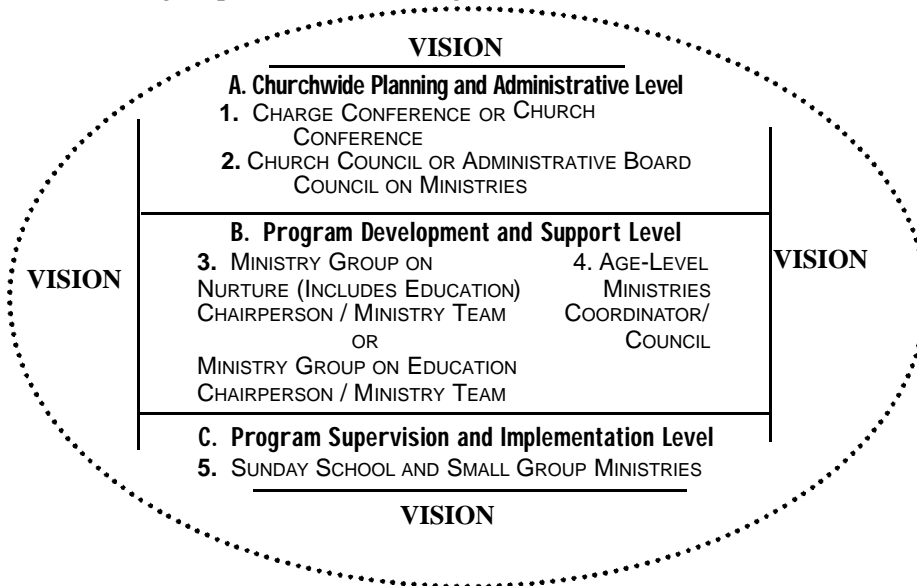 VISION
A. Churchwide Planning and Administrative Level
1. CHARGE CONFERENCE OR CHURCH
CONFERENCE
2. CHURCH COUNCIL OR ADMINISTRATIVE BOARD
COUNCIL ON MINISTRIES
VISION
B. Program Development and Support Level
3. MINISTRY GROUP ON
NURTURE (INCLUDES EDUCATION)
CHAIRPERSON / MINISTRY TEAM
OR
MINISTRY GROUP ON EDUCATION
CHAIRPERSON / MINISTRY TEAM
4. AGE-LEVEL
MINISTRIES
COORDINATOR/
COUNCIL
VISION
C. Program Supervision and Implementation Level
5. SUNDAY SCHOOL AND SMALL GROUP MINISTRIES
VISION